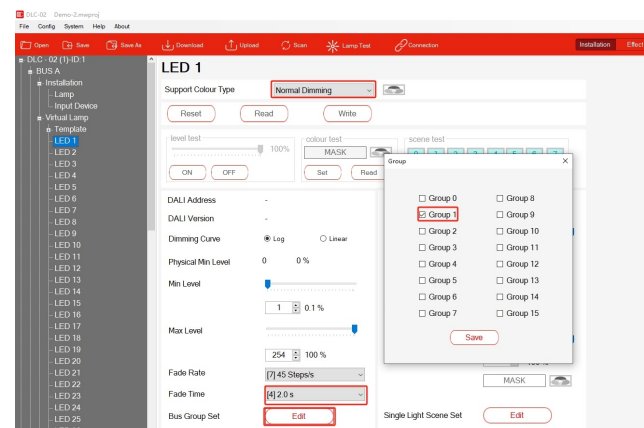 DLC-02 Demo-2.mwproj
File Config System Help About
Open Save Save As Download Upload Scan Lamp Test Connection Installation Effect
DLC - 02 (1)-ID:1
BUS A
Installation
Lamp
Input Device
Virtual Lamp
Template
LED 1
LED 2
LED 3
LED 4
LED 5
LED 6
LED 7
LED 8
LED 9
LED 10
LED 11
LED 12
LED 13
LED 14
LED 15
LED 16
LED 17
LED 18
LED 19
LED 20
LED 21
LED 22
LED 23
LED 24
LED 25
LED 1
Support Colour Type Normal Dimming
Reset Read Write
level test colour test scene test
100% MASK
ON OFF Set Read
DALI Address -
DALI Version -
Dimming Curve Log Linear
Physical Min Level 0 0 %
Min Level
1 0.1 %
Max Level
254 100 %
Fade Rate [7] 45 Steps/s
Fade Time [4] 2.0 s
Bus Group Set Edit
MASK
Single Light Scene Set Edit
Group
Group 0 Group 8
Group 1 Group 9
Group 2 Group 10
Group 3 Group 11
Group 4 Group 12
Group 5 Group 13
Group 6 Group 14
Group 7 Group 15
Save